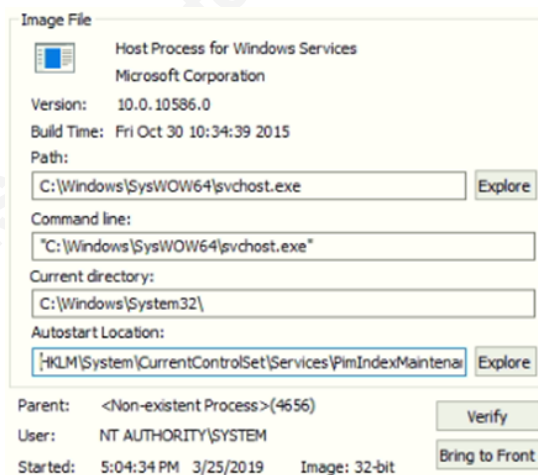 Image File
Host Process for Windows Services
Microsoft Corporation
Version: 10.0.10586.0
Build Time: Fri Oct 30 10:34:39 2015
Path:
C:\Windows\SysWOW64\svchost.exe Explore
Command line:
"C:\Windows\SysWOW64\svchost.exe"
Current directory:
C:\Windows\System32\
Autostart Location:
HKLM\System\CurrentControlSet\Services\PimIndexMaintenan Explore
Parent: <Non-existent Process>(4656)
Verify
User: NT AUTHORITY\SYSTEM
Started: 5:04:34 PM 3/25/2019 Image: 32-bit Bring to Front